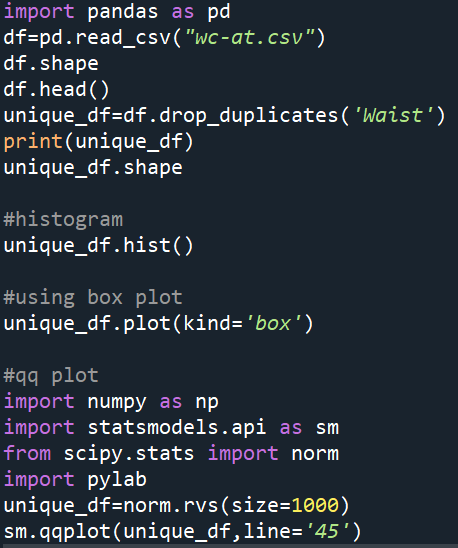 import pandas as pd
df=pd.read_csv("wc-at.csv")
df.shape
df.head()
unique_df=df.drop_duplicates('Waist')
print(unique_df)
unique_df.shape
#histogram
unique_df.hist()
#using box plot
unique_df.plot(kind='box')
#qq plot
import numpy as np
import statsmodels.api as sm
from scipy.stats import norm
import pylab
unique_df=norm.rvs(size=1000)
sm.qqplot(unique_df,line='45')